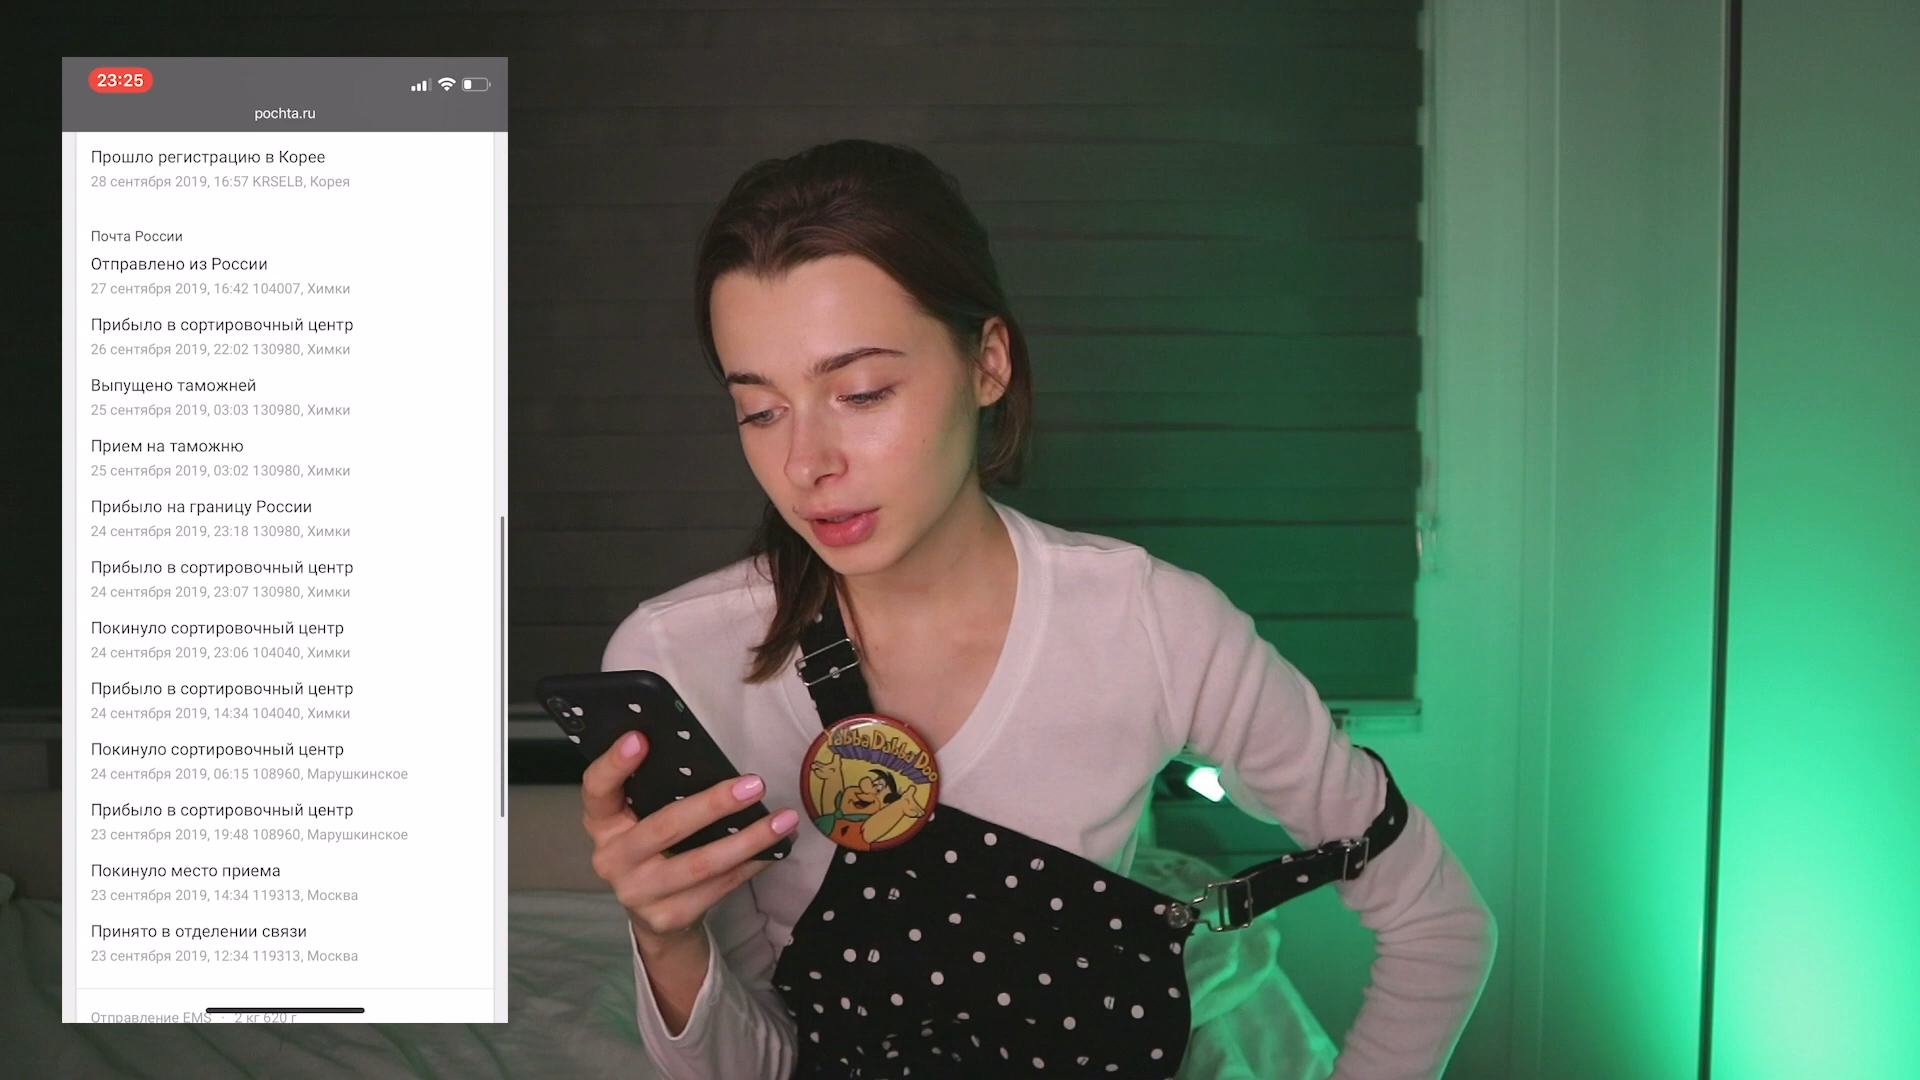 23:25
pochta.ru
Прошло регистрацию в Корее
28 сентября 2019, 16:57 KRSELB, Корея
Почта России
Отправлено из России
27 сентября 2019, 16:42 104007, Химки
Прибыло в сортировочный центр
26 сентября 2019, 22:02 130980, Химки
Выпущено таможней
25 сентября 2019, 03:03 130980, Химки
Прием на таможню
25 сентября 2019, 03:02 130980, Химки
Прибыло на границу России
24 сентября 2019, 23:18 130980, Химки
Прибыло в сортировочный центр
24 сентября 2019, 23:07 130980, Химки
Покинуло сортировочный центр
24 сентября 2019, 23:06 104040, Химки
Прибыло в сортировочный центр
24 сентября 2019, 14:34 104040, Химки
Покинуло сортировочный центр
24 сентября 2019, 06:15 108960, Марушкинское
Прибыло в сортировочный центр
23 сентября 2019, 19:48 108960, Марушкинское
Покинуло место приема
23 сентября 2019, 14:34 119313, Москва
Принято в отделении связи
23 сентября 2019, 12:34 119313, Москва
Отправление EMS · 2 кг 620 г
Yabba Dabba Doo